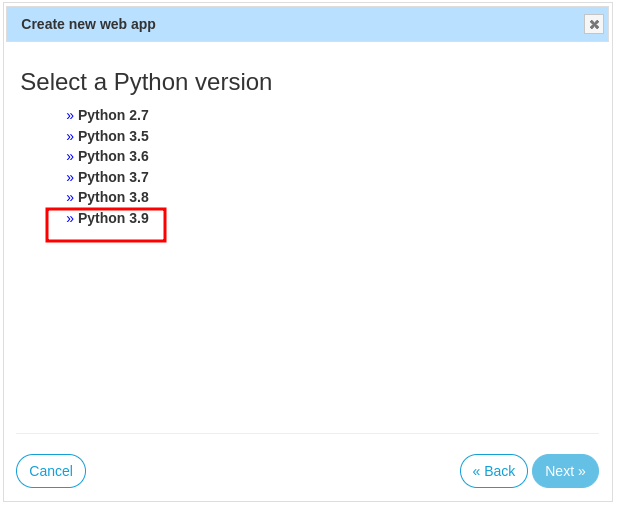 Create new web app
Select a Python version
» Python 2.7
» Python 3.5
» Python 3.6
» Python 3.7
» Python 3.8
» Python 3.9
Cancel
« Back
Next »